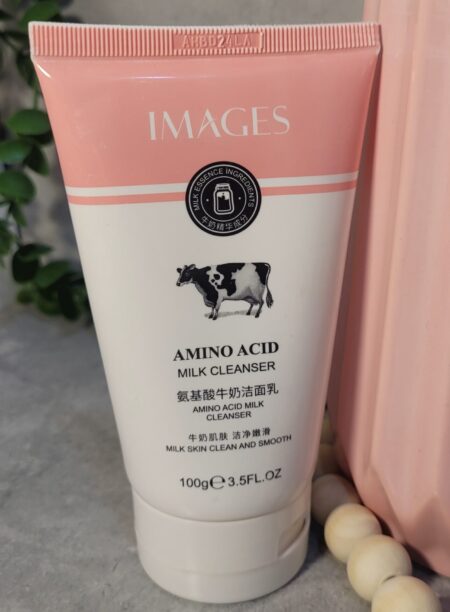 IMAGES
MILK ESSENCE INGREDIENTS
牛奶精华成分
AMINO ACID
MILK CLEANSER
氨基酸牛奶洁面乳
AMINO ACID MILK
CLEANSER
牛奶肌肤 洁净嫩滑
MILK SKIN CLEAN AND SMOOTH
100g℮3.5FL.OZ